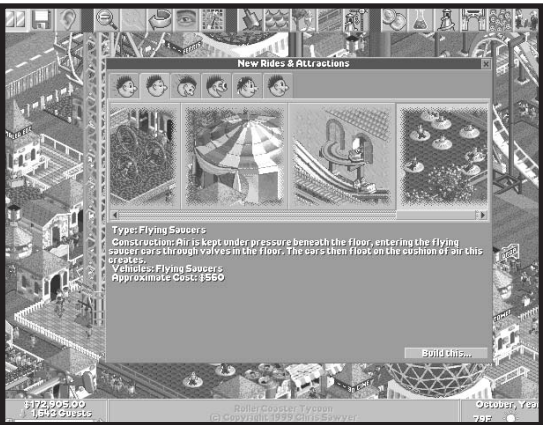 New Rides & Attractions
Type: Flying Saucers
Construction: Air is kept under pressure beneath the floor, entering the flying
saucer cars through valves in the floor. The cars then float on the cushion of air this
creates.
Vehicles: Flying Saucers
Approximate Cost: $560
Build this...
$172,905.00
1,643 Guests
Roller Coaster Tycoon
(c) Copyright 1999 Chris Sawyer
October, Yea
79F